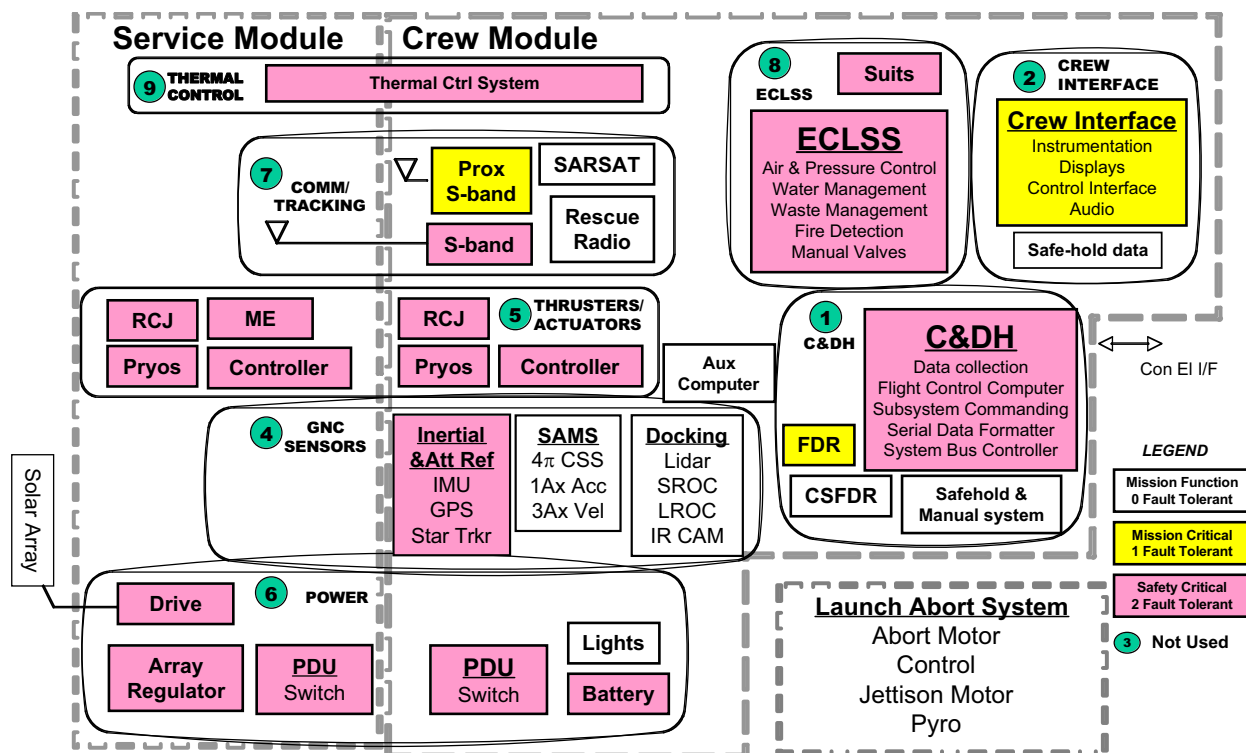 Service Module
Crew Module
9
THERMAL
CONTROL
Thermal Ctrl System
7
COMM/
TRACKING
Prox
S-band
SARSAT
S-band
Rescue
Radio
8
ECLSS
Suits
ECLSS
Air & Pressure Control
Water Management
Waste Management
Fire Detection
Manual Valves
2
CREW
INTERFACE
Crew Interface
Instrumentation
Displays
Control Interface
Audio
Safe-hold data
RCJ
ME
Pryos
Controller
RCJ
5
THRUSTERS/
ACTUATORS
Pryos
Controller
Aux
Computer
1
C&DH
C&DH
Data collection
Flight Control Computer
Subsystem Commanding
Serial Data Formatter
System Bus Controller
FDR
CSFDR
Safehold &
Manual system
Con El I/F
4
GNC
SENSORS
Inertial
&Att Ref
IMU
GPS
Star Trkr
SAMS
4π CSS
1Ax Acc
3Ax Vel
Docking
Lidar
SROC
LROC
IR CAM
Solar Array
6
POWER
Drive
Array
Regulator
PDU
Switch
PDU
Switch
Lights
Battery
Launch Abort System
Abort Motor
Control
Jettison Motor
Pyro
LEGEND
Mission Function
0 Fault Tolerant
Mission Critical
1 Fault Tolerant
Safety Critical
2 Fault Tolerant
3 Not Used